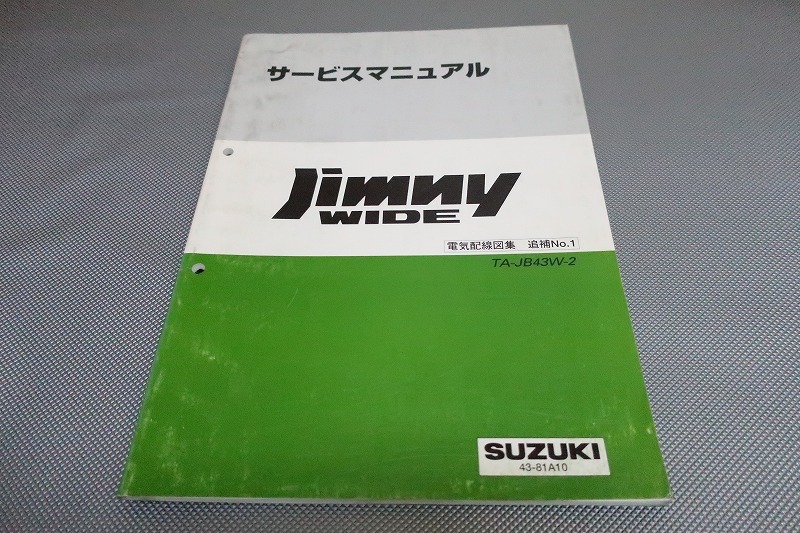 サービスマニュアル
Jimny
WIDE
電気配線図集 追補No.1
TA-JB43W-2
SUZUKI
43-81A10